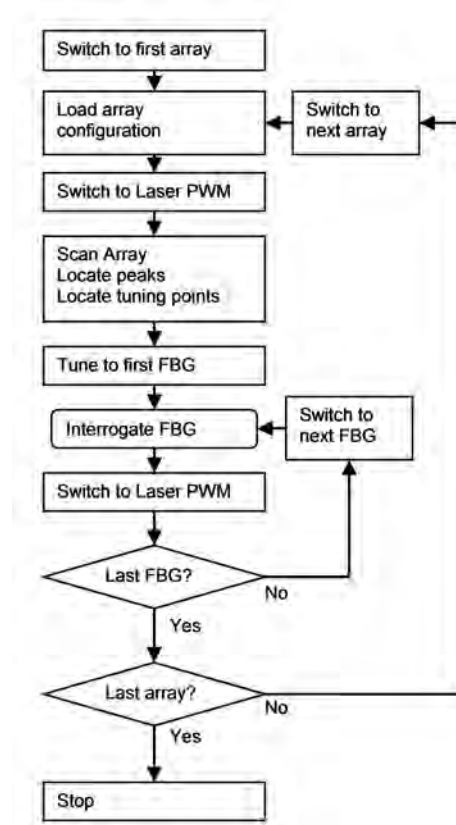 Switch to first array
Load array
configuration
Switch to
next array
Switch to Laser PWM
Scan Array
Locate peaks
Locate tuning points
Tune to first FBG
Interrogate FBG
Switch to
next FBG
Switch to Laser PWM
Last FBG?
No
Yes
Last array?
No
Yes
Stop